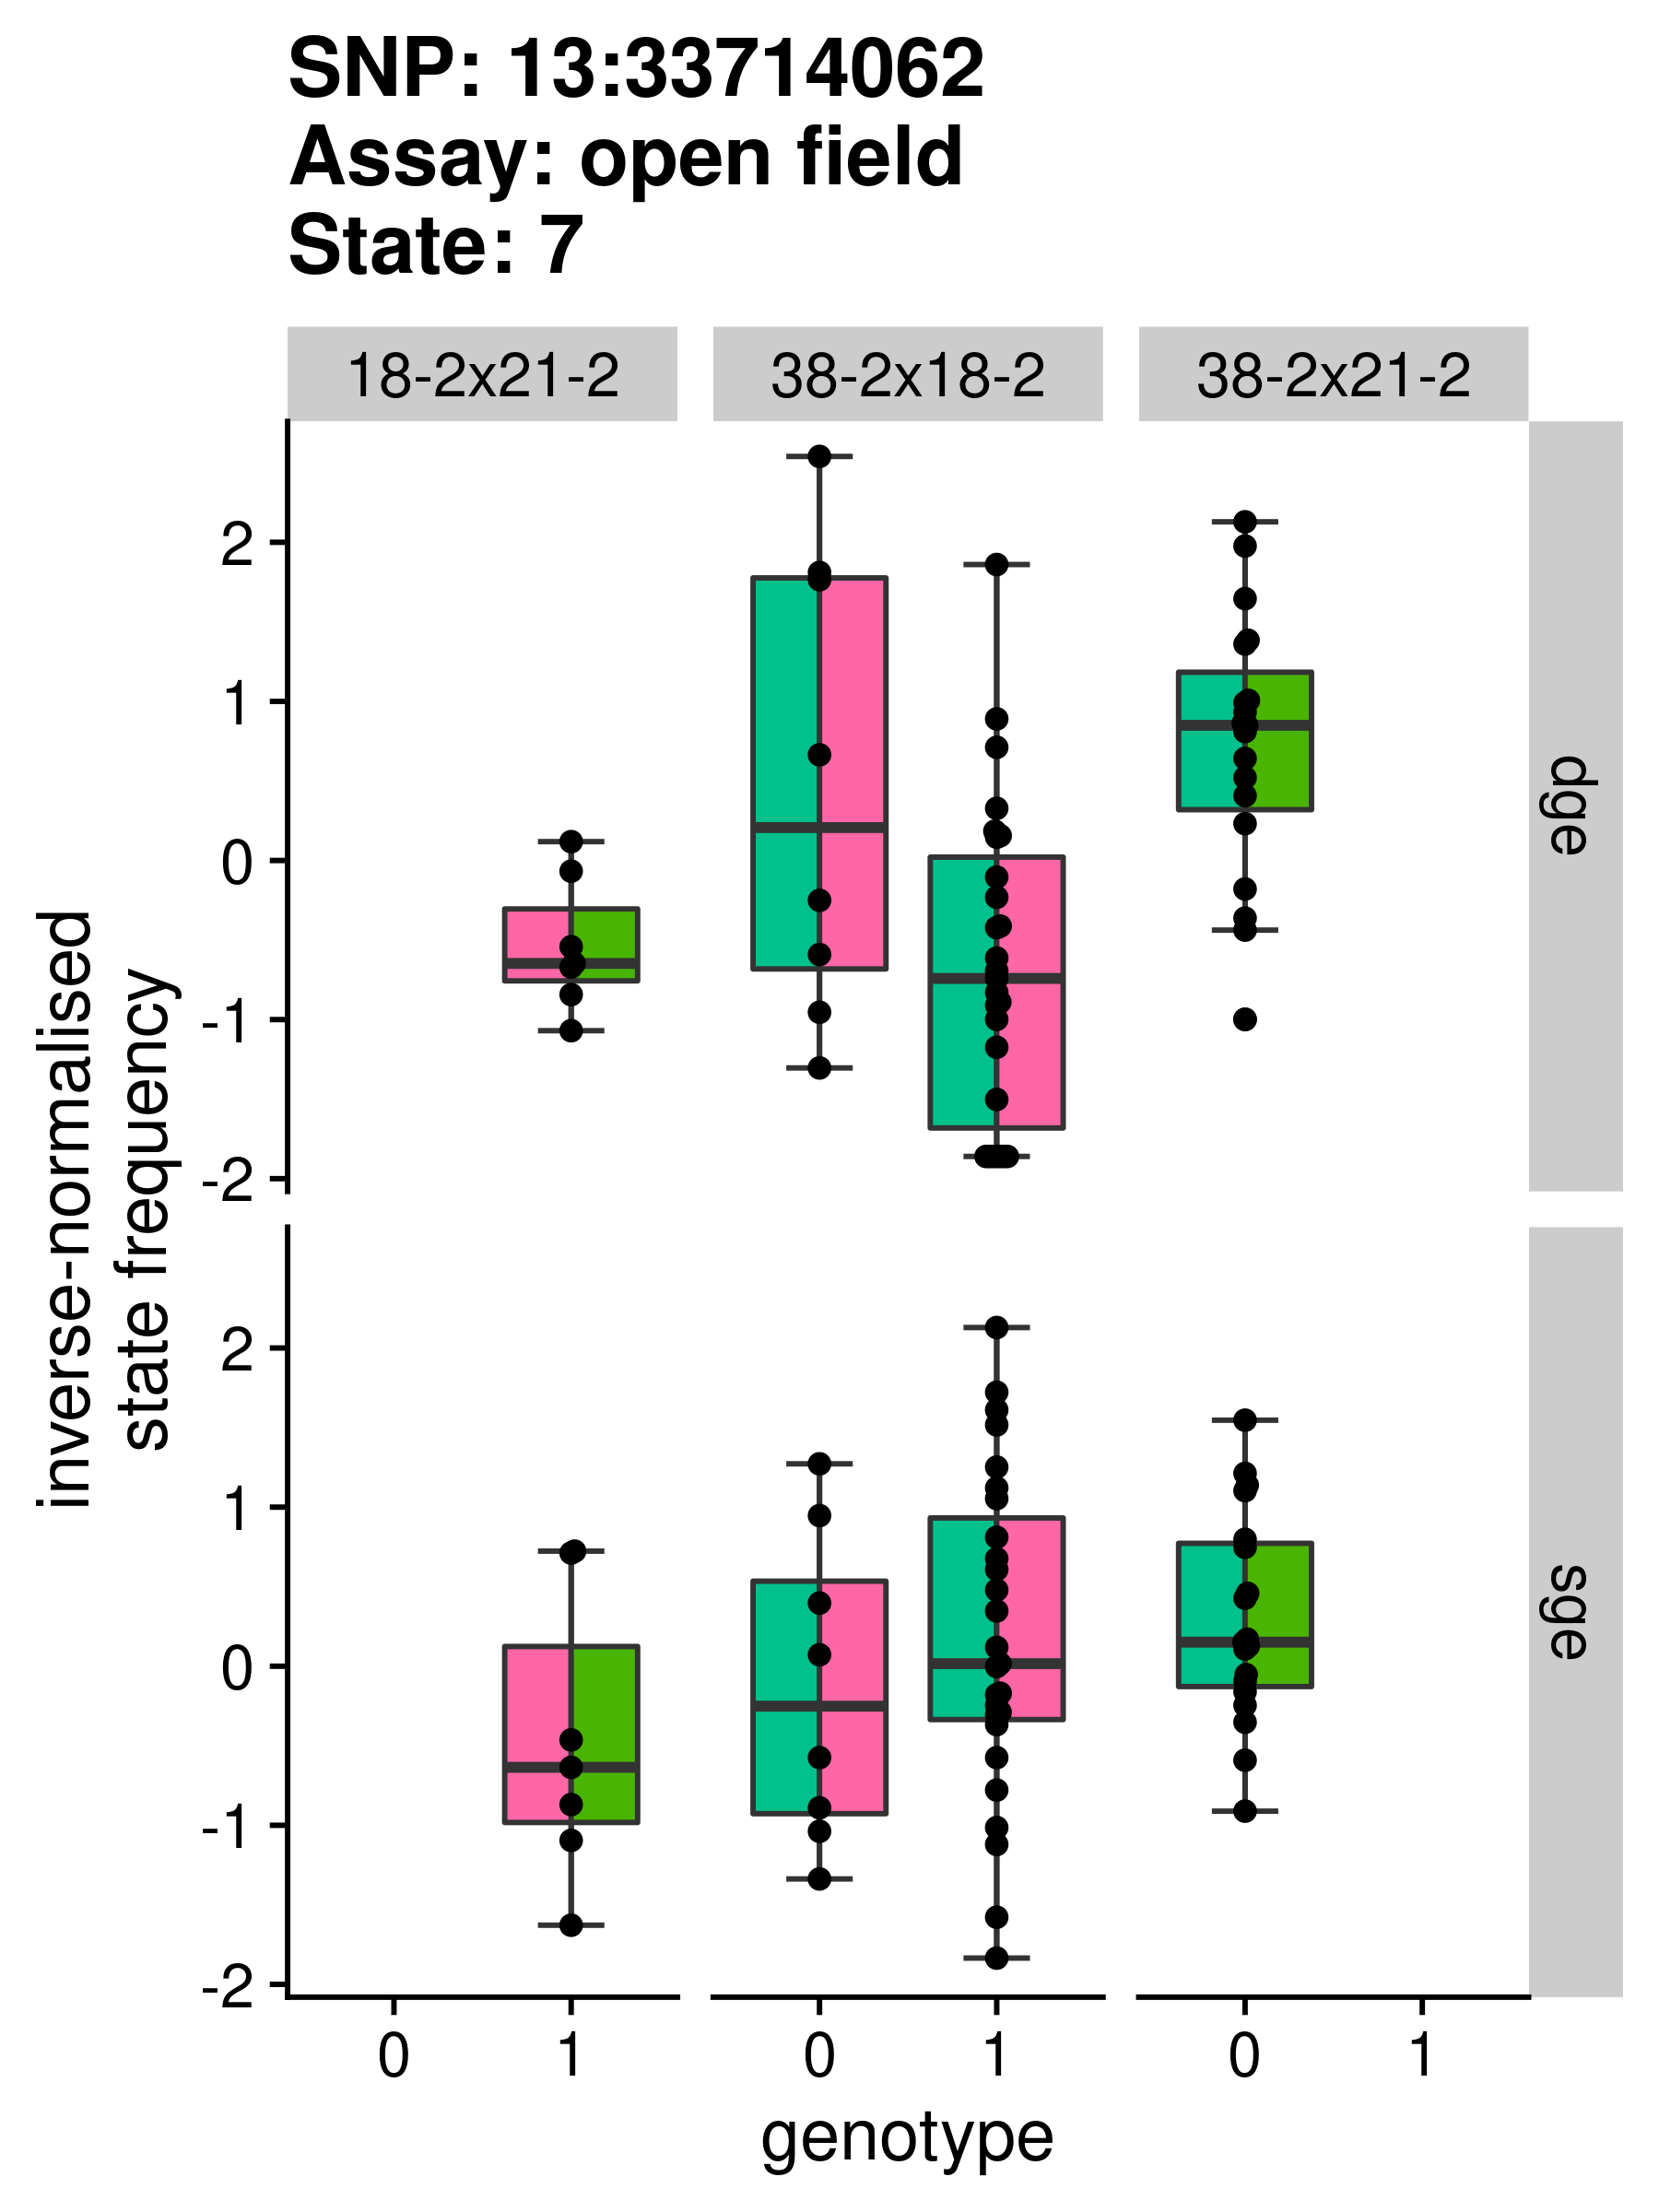 SNP: 13:33714062
Assay: open field
State: 7
18-2x21-2
38-2x18-2
38-2x21-2
inverse-normalised
state frequency
2
1
0
-1
-2
dge
2
1
0
-1
-2
sge
0
1
0
1
0
1
genotype